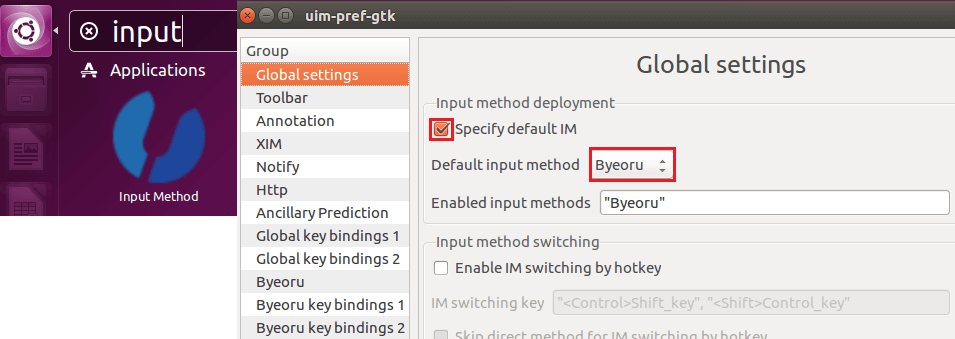 input
Applications
Input Method
uim-pref-gtk
Group
Global settings
Toolbar
Annotation
XIM
Notify
Http
Ancillary Prediction
Global key bindings 1
Global key bindings 2
Byeoru
Byeoru key bindings 1
Byeoru key bindings 2
Global settings
Input method deployment
Specify default IM
Default input method Byeoru
Enabled input methods "Byeoru"
Input method switching
Enable IM switching by hotkey
IM switching key "<Control>Shift_key", "<Shift>Control_key"
Skip direct method for IM switching by hotkey